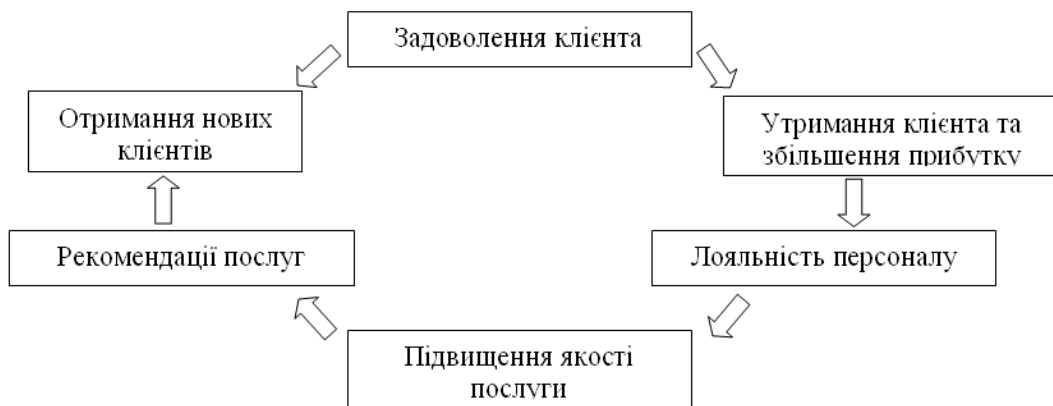 Задоволення клієнта
Отримання нових
клієнтів
Утримання клієнта та
збільшення прибутку
Рекомендації послуг
Лояльність персоналу
Підвищення якості
послуги